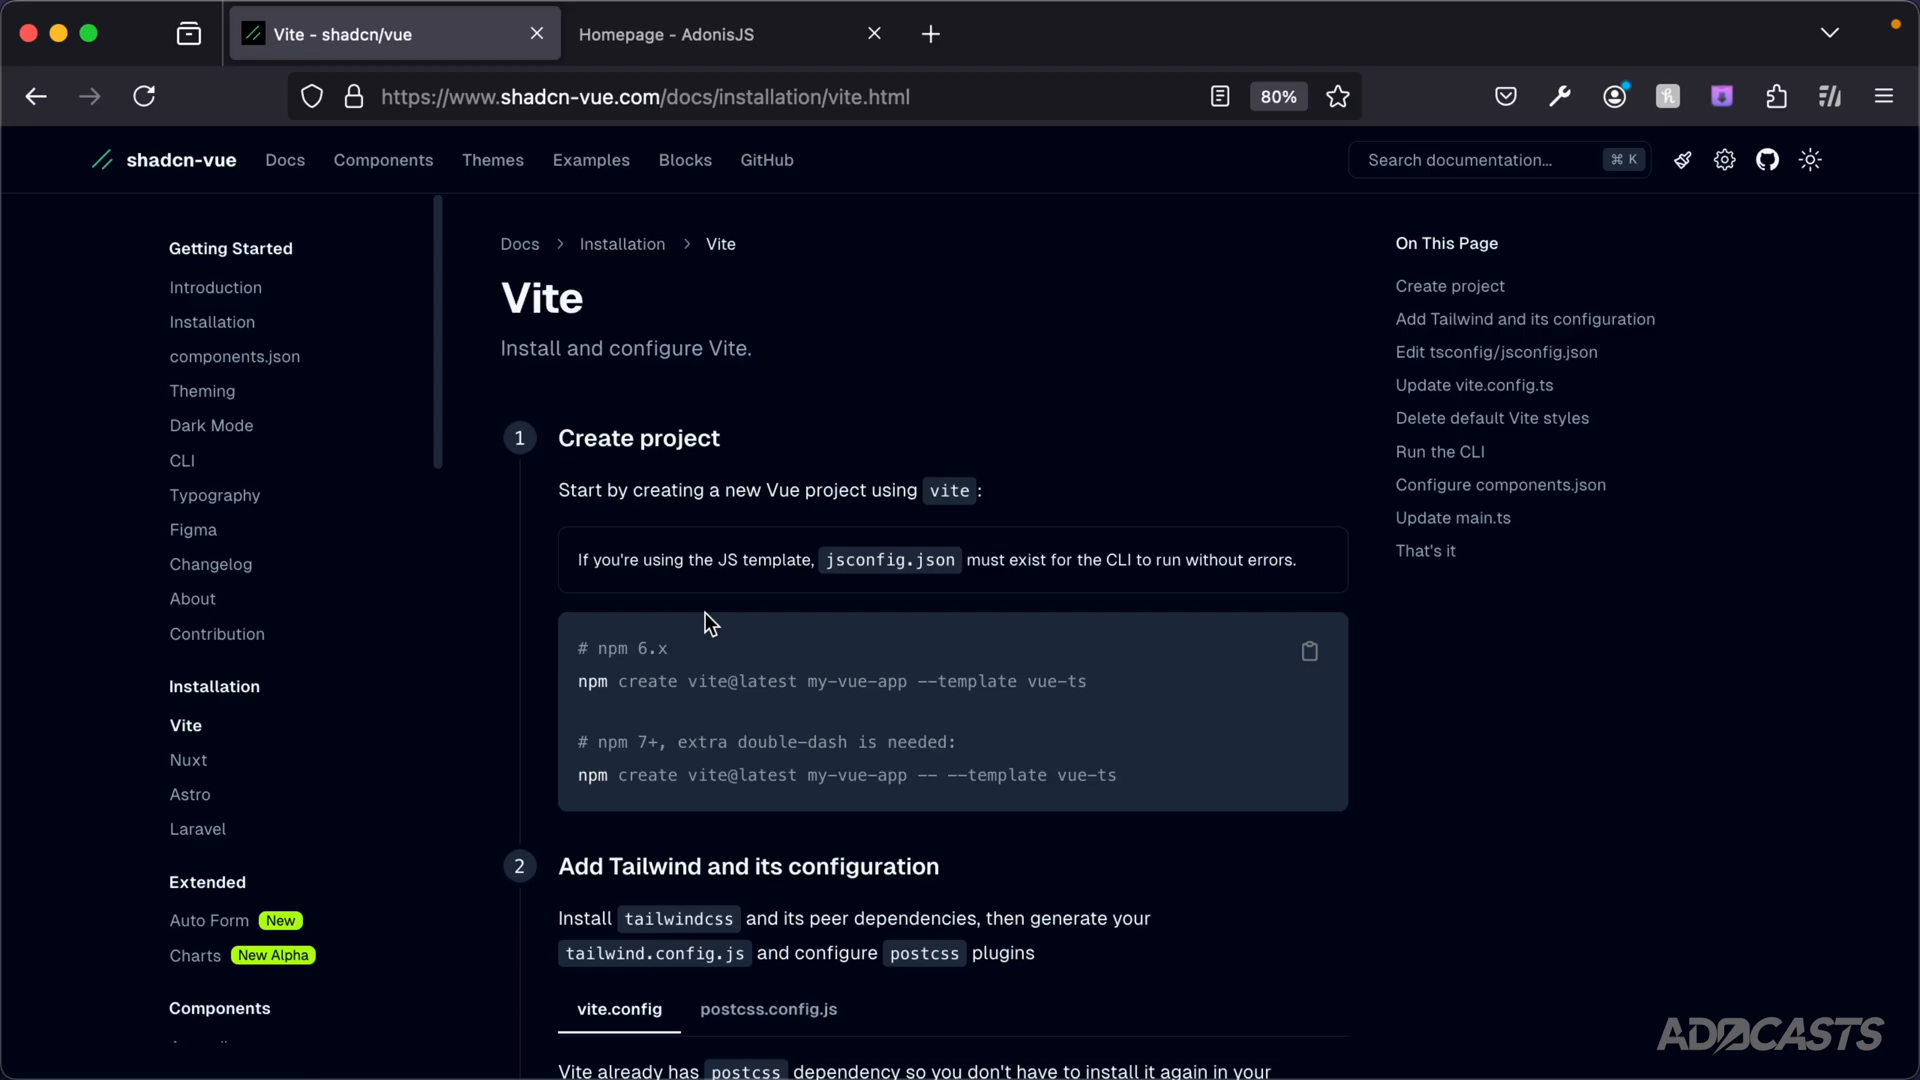 Vite - shadcn/vue
Homepage - AdonisJS
https://www.shadcn-vue.com/docs/installation/vite.html
80%
shadcn-vue
Docs
Components
Themes
Examples
Blocks
GitHub
Search documentation...
⌘ K
Getting Started
Introduction
Installation
components.json
Theming
Dark Mode
CLI
Typography
Figma
Changelog
About
Contribution
Installation
Vite
Nuxt
Astro
Laravel
Extended
Auto Form New
Charts New Alpha
Components
Docs > Installation > Vite
Vite
Install and configure Vite.
1 Create project
Start by creating a new Vue project using vite:
If you're using the JS template, jsconfig.json must exist for the CLI to run without errors.
# npm 6.x
npm create vite@latest my-vue-app --template vue-ts
# npm 7+, extra double-dash is needed:
npm create vite@latest my-vue-app -- --template vue-ts
2 Add Tailwind and its configuration
Install tailwindcss and its peer dependencies, then generate your
tailwind.config.js and configure postcss plugins
vite.config
postcss.config.js
Vite already has postcss dependency so you don't have to install it again in your
On This Page
Create project
Add Tailwind and its configuration
Edit tsconfig/jsconfig.json
Update vite.config.ts
Delete default Vite styles
Run the CLI
Configure components.json
Update main.ts
That's it
ADOCASTS